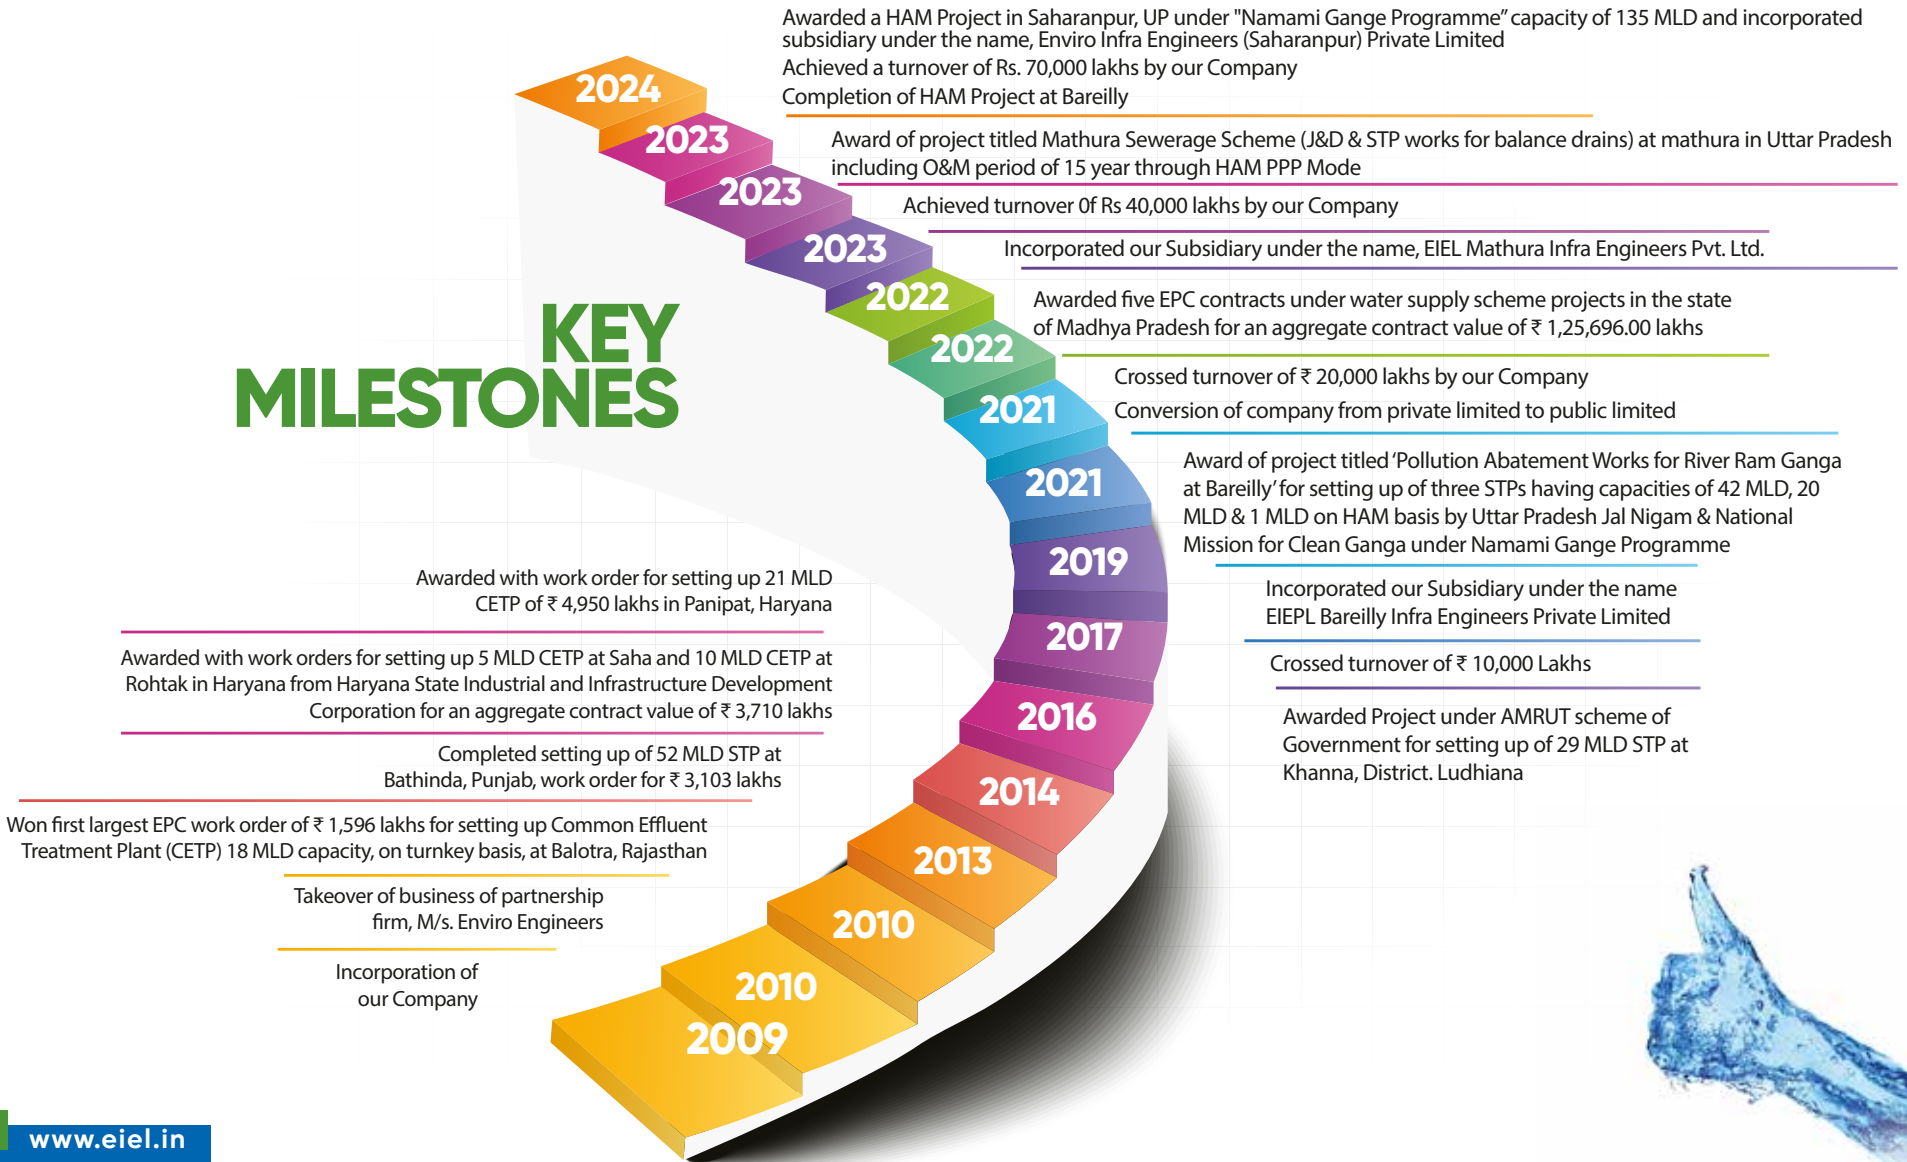 Awarded a HAM Project in Saharanpur, UP under "Namami Gange Programme” capacity of 135 MLD and incorporated
subsidiary under the name, Enviro Infra Engineers (Saharanpur) Private Limited
Achieved a turnover of Rs. 70,000 lakhs by our Company
Completion of HAM Project at Bareilly
2024
Award of project titled Mathura Sewerage Scheme (J&D & STP works for balance drains) at mathura in Uttar Pradesh
including O&M period of 15 year through HAM PPP Mode
2023
Achieved turnover 0f Rs 40,000 lakhs by our Company
2023
Incorporated our Subsidiary under the name, EIEL Mathura Infra Engineers Pvt. Ltd.
2023
Awarded five EPC contracts under water supply scheme projects in the state
of Madhya Pradesh for an aggregate contract value of ₹ 1,25,696.00 lakhs
2022
KEY
MILESTONES
Crossed turnover of ₹ 20,000 lakhs by our Company
Conversion of company from private limited to public limited
2022
Award of project titled ‘Pollution Abatement Works for River Ram Ganga
at Bareilly’ for setting up of three STPs having capacities of 42 MLD, 20
MLD & 1 MLD on HAM basis by Uttar Pradesh Jal Nigam & National
Mission for Clean Ganga under Namami Gange Programme
2021
Incorporated our Subsidiary under the name
EIEPL Bareilly Infra Engineers Private Limited
2021
Crossed turnover of ₹ 10,000 Lakhs
2019
Awarded Project under AMRUT scheme of
Government for setting up of 29 MLD STP at
Khanna, District. Ludhiana
2017
Awarded with work order for setting up 21 MLD
CETP of ₹ 4,950 lakhs in Panipat, Haryana
2016
Awarded with work orders for setting up 5 MLD CETP at Saha and 10 MLD CETP at
Rohtak in Haryana from Haryana State Industrial and Infrastructure Development
Corporation for an aggregate contract value of ₹ 3,710 lakhs
2014
Completed setting up of 52 MLD STP at
Bathinda, Punjab, work order for ₹ 3,103 lakhs
2013
Won first largest EPC work order of ₹ 1,596 lakhs for setting up Common Effluent
Treatment Plant (CETP) 18 MLD capacity, on turnkey basis, at Balotra, Rajasthan
2010
Takeover of business of partnership
firm, M/s. Enviro Engineers
2010
Incorporation of
our Company
2009
www.eiel.in